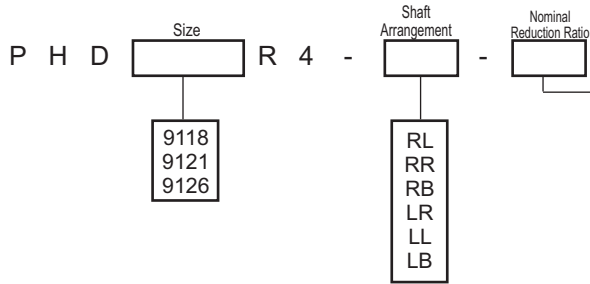 Size
Shaft
Arrangement
Nominal
Reduction Ratio
P H D R 4 - -
9118
9121
9126
RL
RR
RB
LR
LL
LB